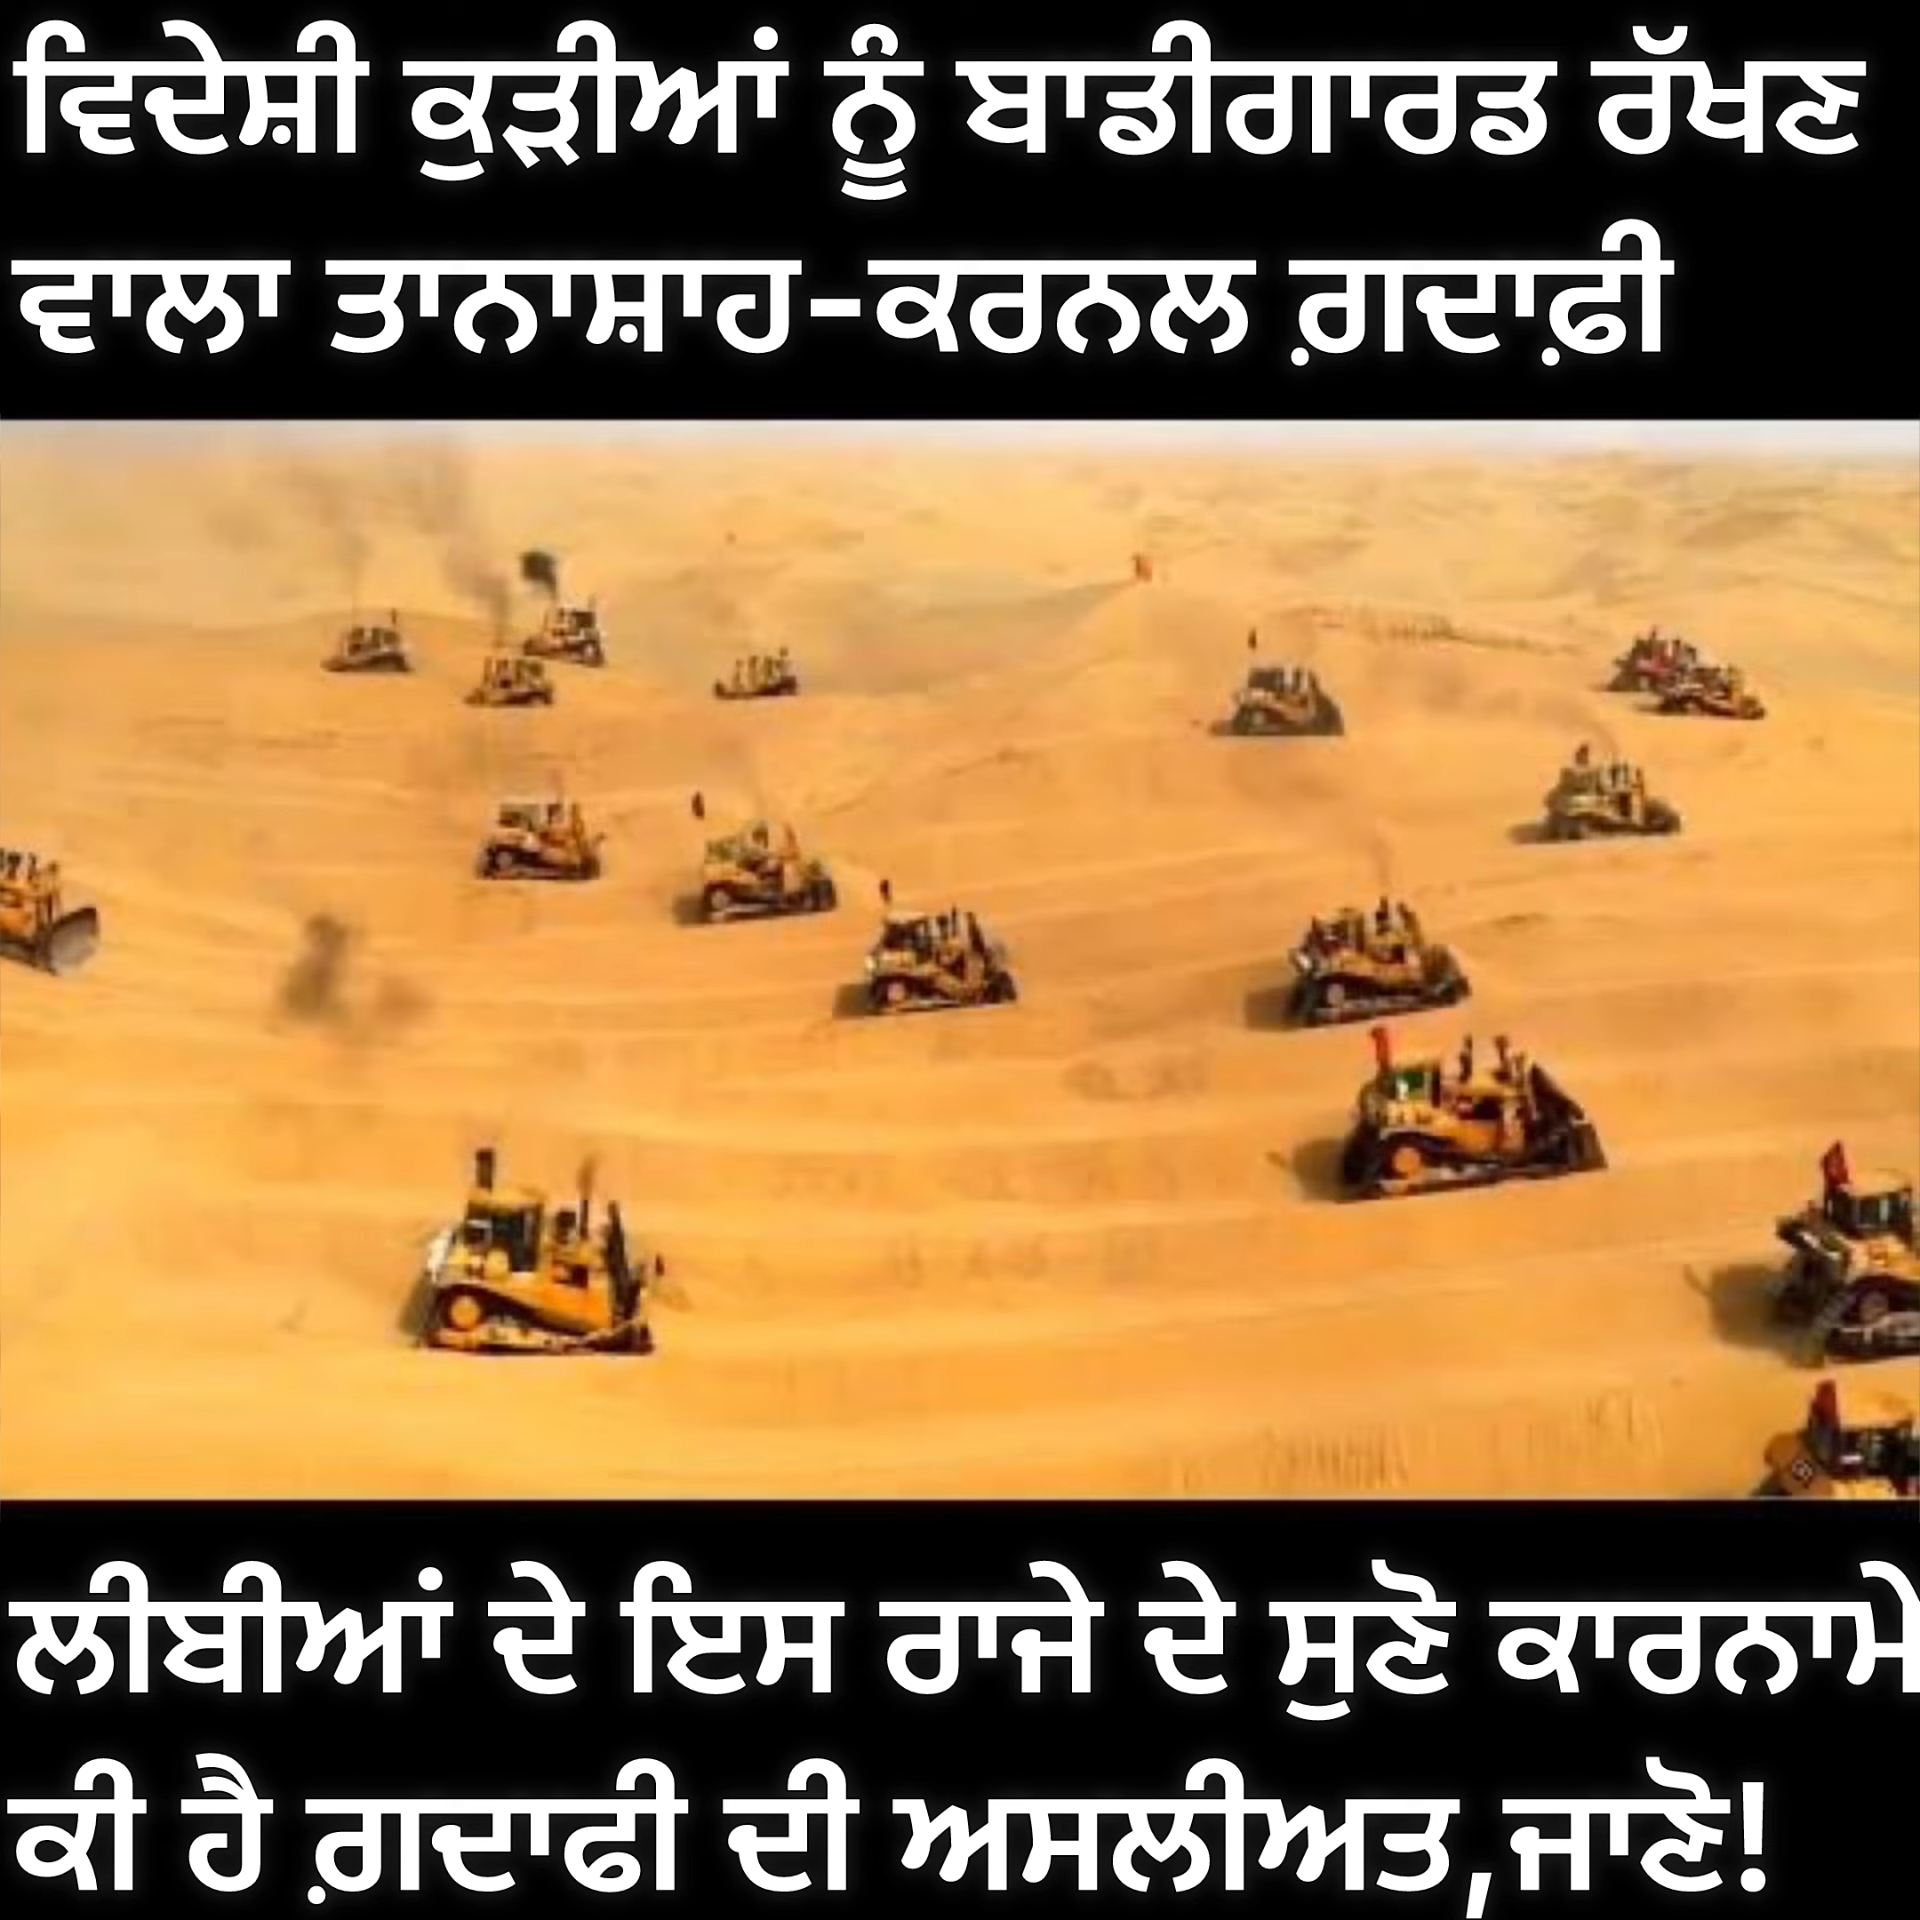 ਵਿਦੇਸ਼ੀ ਕੁੜੀਆਂ ਨੂੰ ਬਾਡੀਗਾਰਡ ਰੱਖਣ
ਵਾਲਾ ਤਾਨਾਸ਼ਾਹ-ਕਰਨਲ ਗ਼ਦਾਫ਼ੀ
ਲੀਬੀਆਂ ਦੇ ਇਸ ਰਾਜੇ ਦੇ ਸੁਣੋ ਕਾਰਨਾਮੇ
ਕੀ ਹੈ ਗ਼ਦਾਫੀ ਦੀ ਅਸਲੀਅਤ,ਜਾਣੋ!